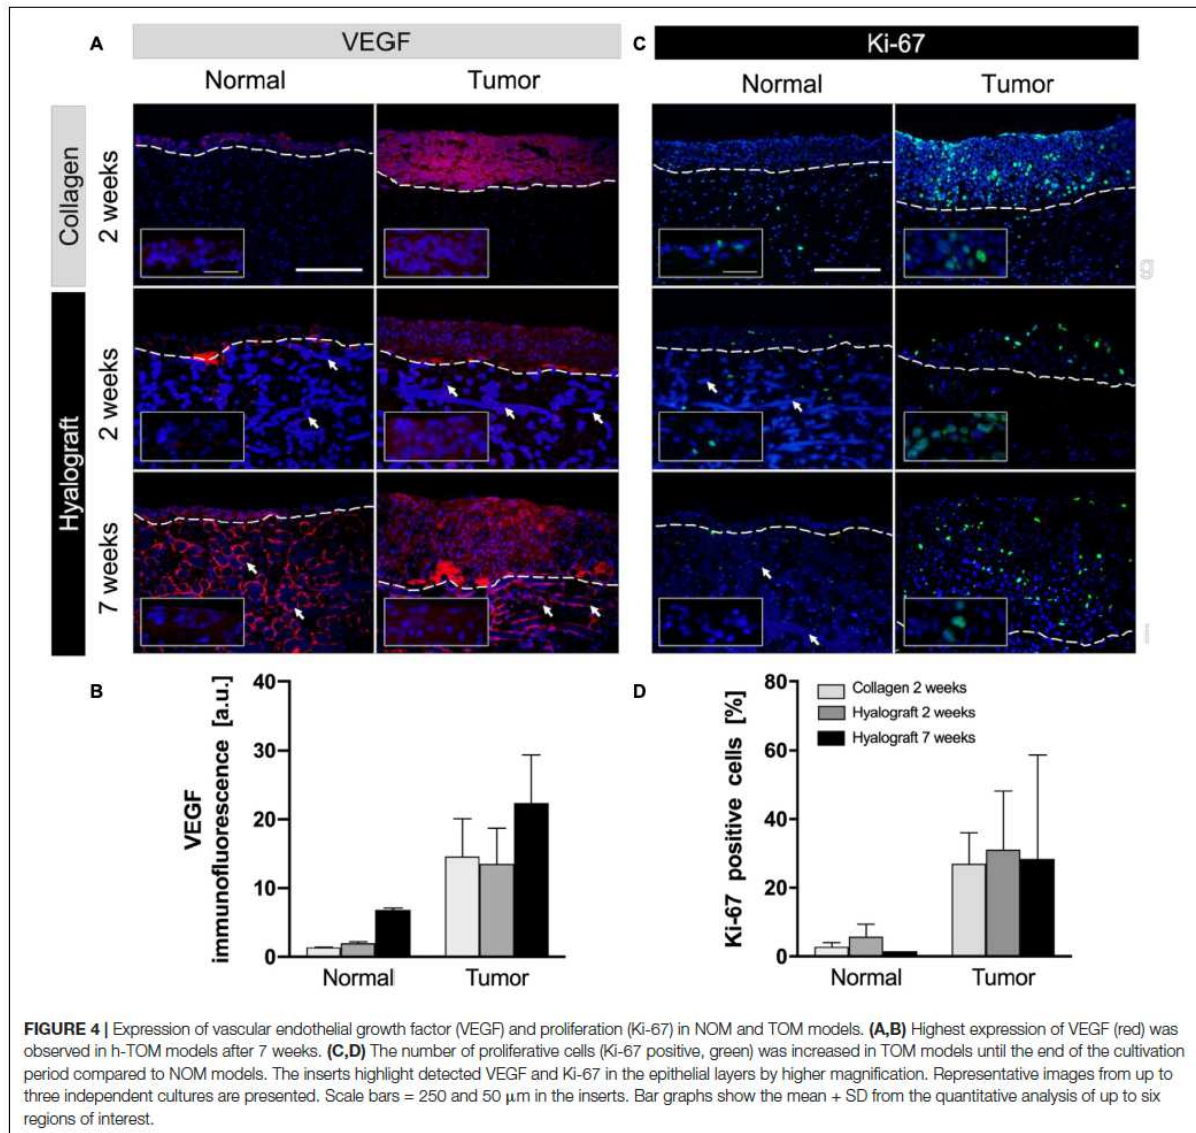 A
VEGF
Normal
Tumor
C
Ki-67
Normal
Tumor
Collagen
2 weeks
Hyalograft
2 weeks
7 weeks
B
VEGF
immunofluorescence [a.u.]
40
30
20
10
0
Normal
Tumor
D
Ki-67 positive cells [%]
80
60
40
20
0
Collagen 2 weeks
Hyalograft 2 weeks
Hyalograft 7 weeks
Normal
Tumor
FIGURE 4 | Expression of vascular endothelial growth factor (VEGF) and proliferation (Ki-67) in NOM and TOM models. (A,B) Highest expression of VEGF (red) was
observed in h-TOM models after 7 weeks. (C,D) The number of proliferative cells (Ki-67 positive, green) was increased in TOM models until the end of the cultivation
period compared to NOM models. The inserts highlight detected VEGF and Ki-67 in the epithelial layers by higher magnification. Representative images from up to
three independent cultures are presented. Scale bars = 250 and 50 μm in the inserts. Bar graphs show the mean + SD from the quantitative analysis of up to six
regions of interest.